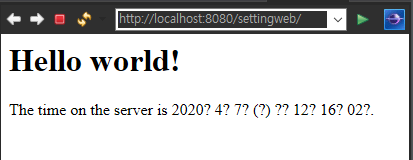 http://localhost:8080/settingweb/
Hello world!
The time on the server is 2020? 4? 7? (?) ?? 12? 16? 02?.